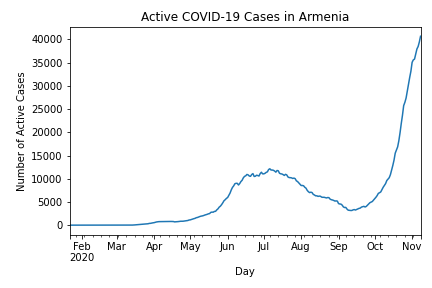 Active COVID-19 Cases in Armenia
Number of Active Cases
40000
35000
30000
25000
20000
15000
10000
5000
0
Feb Mar Apr May Jun Jul Aug Sep Oct Nov
2020
Day